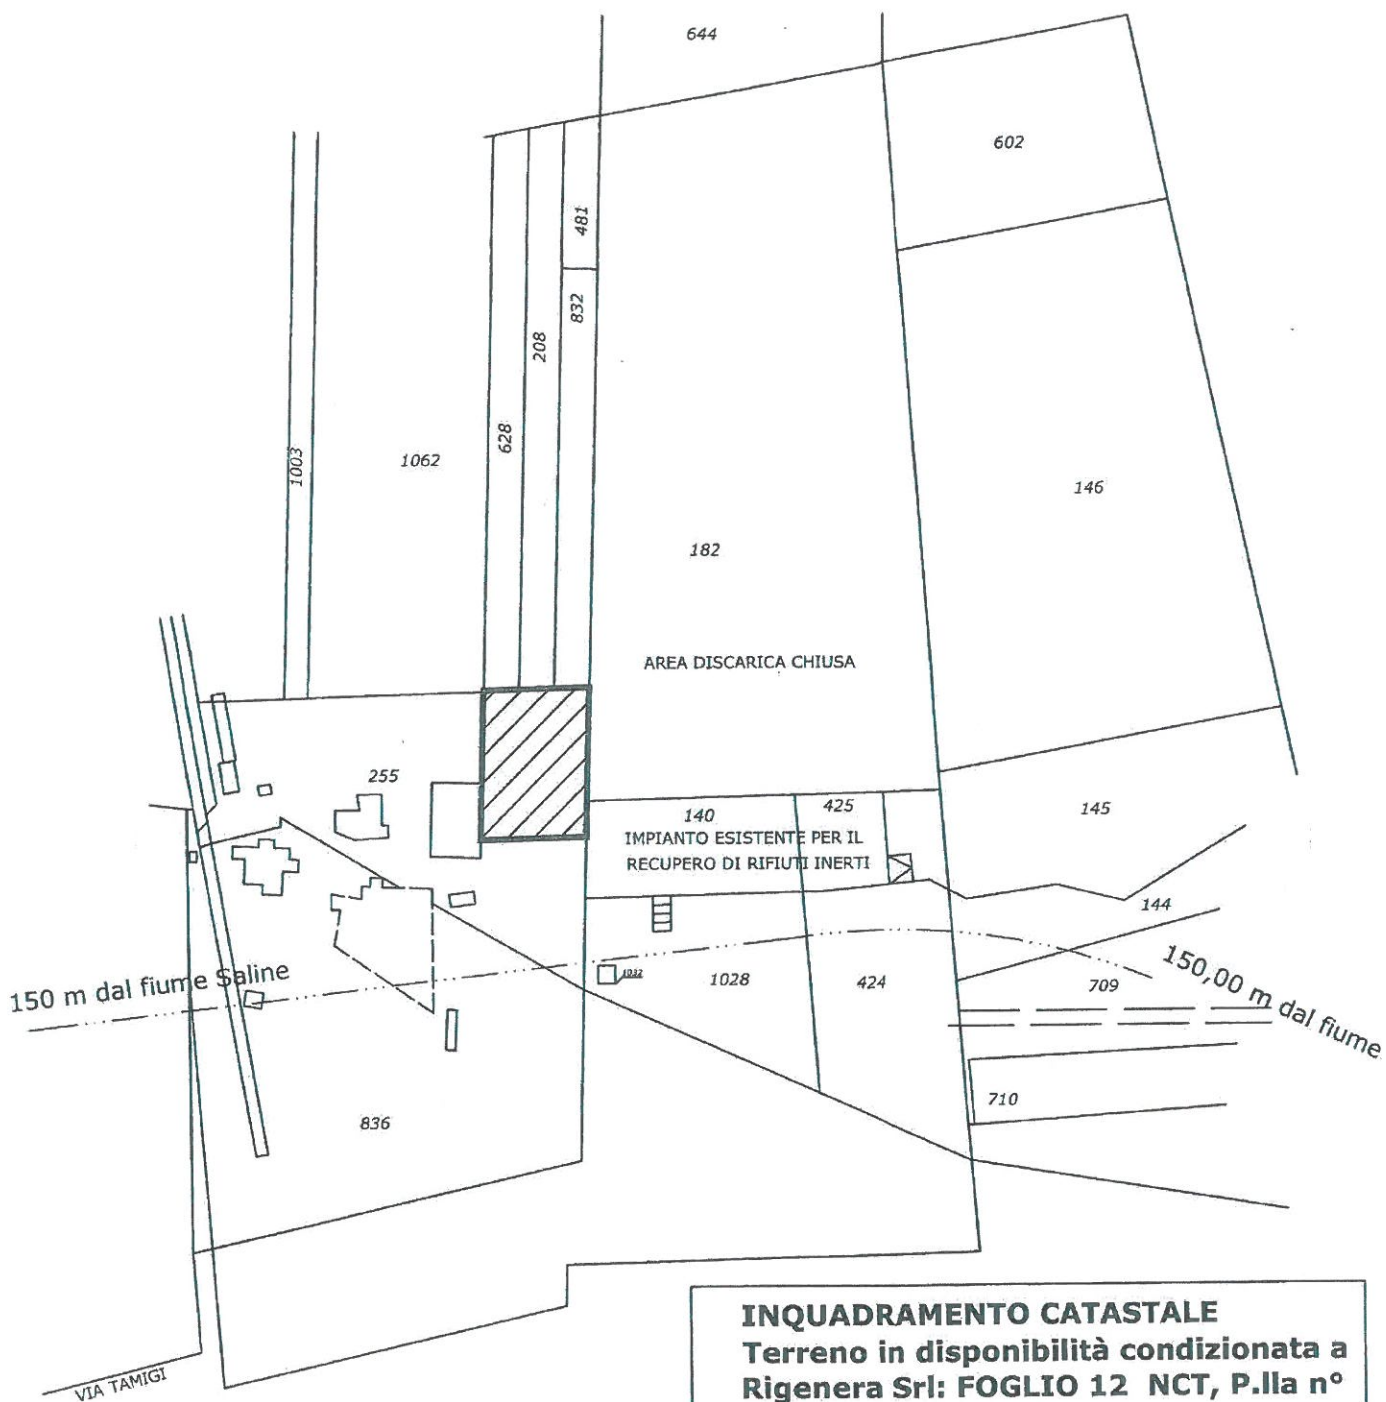 644
602
481
832
208
628
1003
1062
146
182
AREA DISCARICA CHIUSA
255
140
425
145
IMPIANTO ESISTENTE PER IL
RECUPERO DI RIFIUTI INERTI
144
150 m dal fiume Saline
1032
1028
424
709
150,00 m dal fiume
710
836
VIA TAMIGI
INQUADRAMENTO CATASTALE
Terreno in disponibilità condizionata a
Rigenera Srl: FOGLIO 12 NCT, P.lla n°